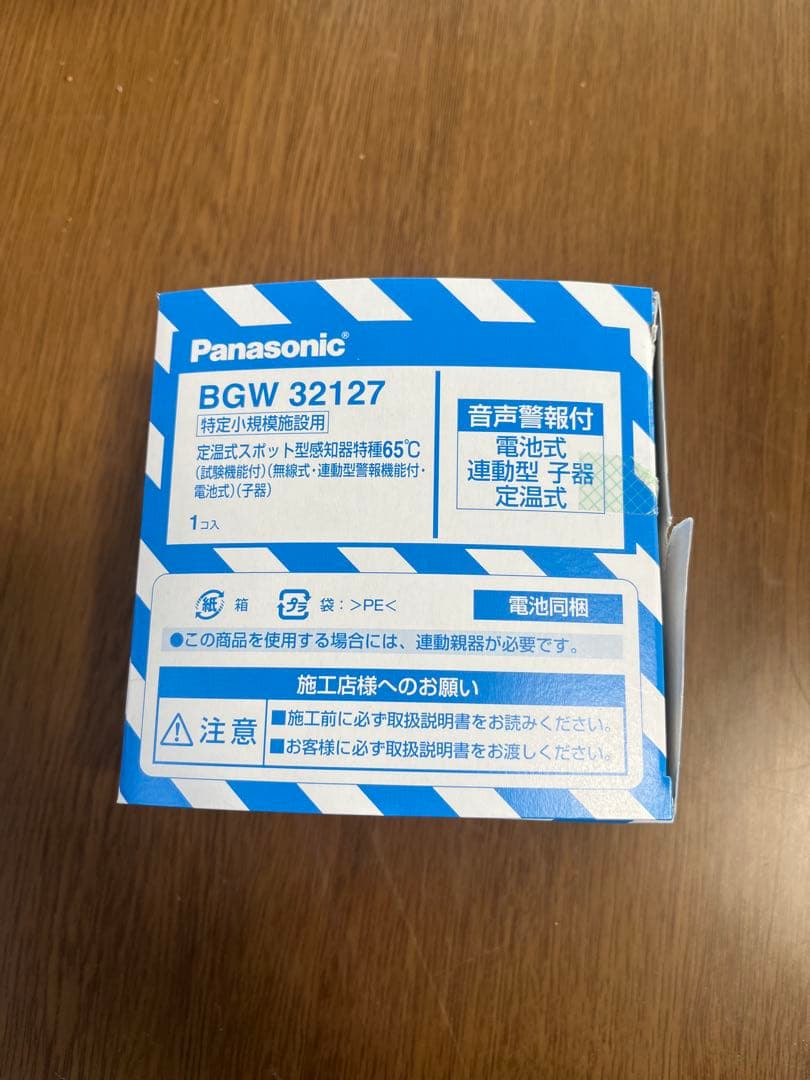 Panasonic®
BGW 32127
特定小規模施設用
定温式スポット型感知器特種65℃
(試験機能付)(無線式・連動型警報機能付・
電池式)(子器)
1コ入
音声警報付
電池式
連動型 子器
定温式
紙 箱 プラ 袋:>PE<
電池同梱
●この商品を使用する場合には、連動親器が必要です。
施工店様へのお願い
注意
■施工前に必ず取扱説明書をお読みください。
■お客様に必ず取扱説明書をお渡しください。